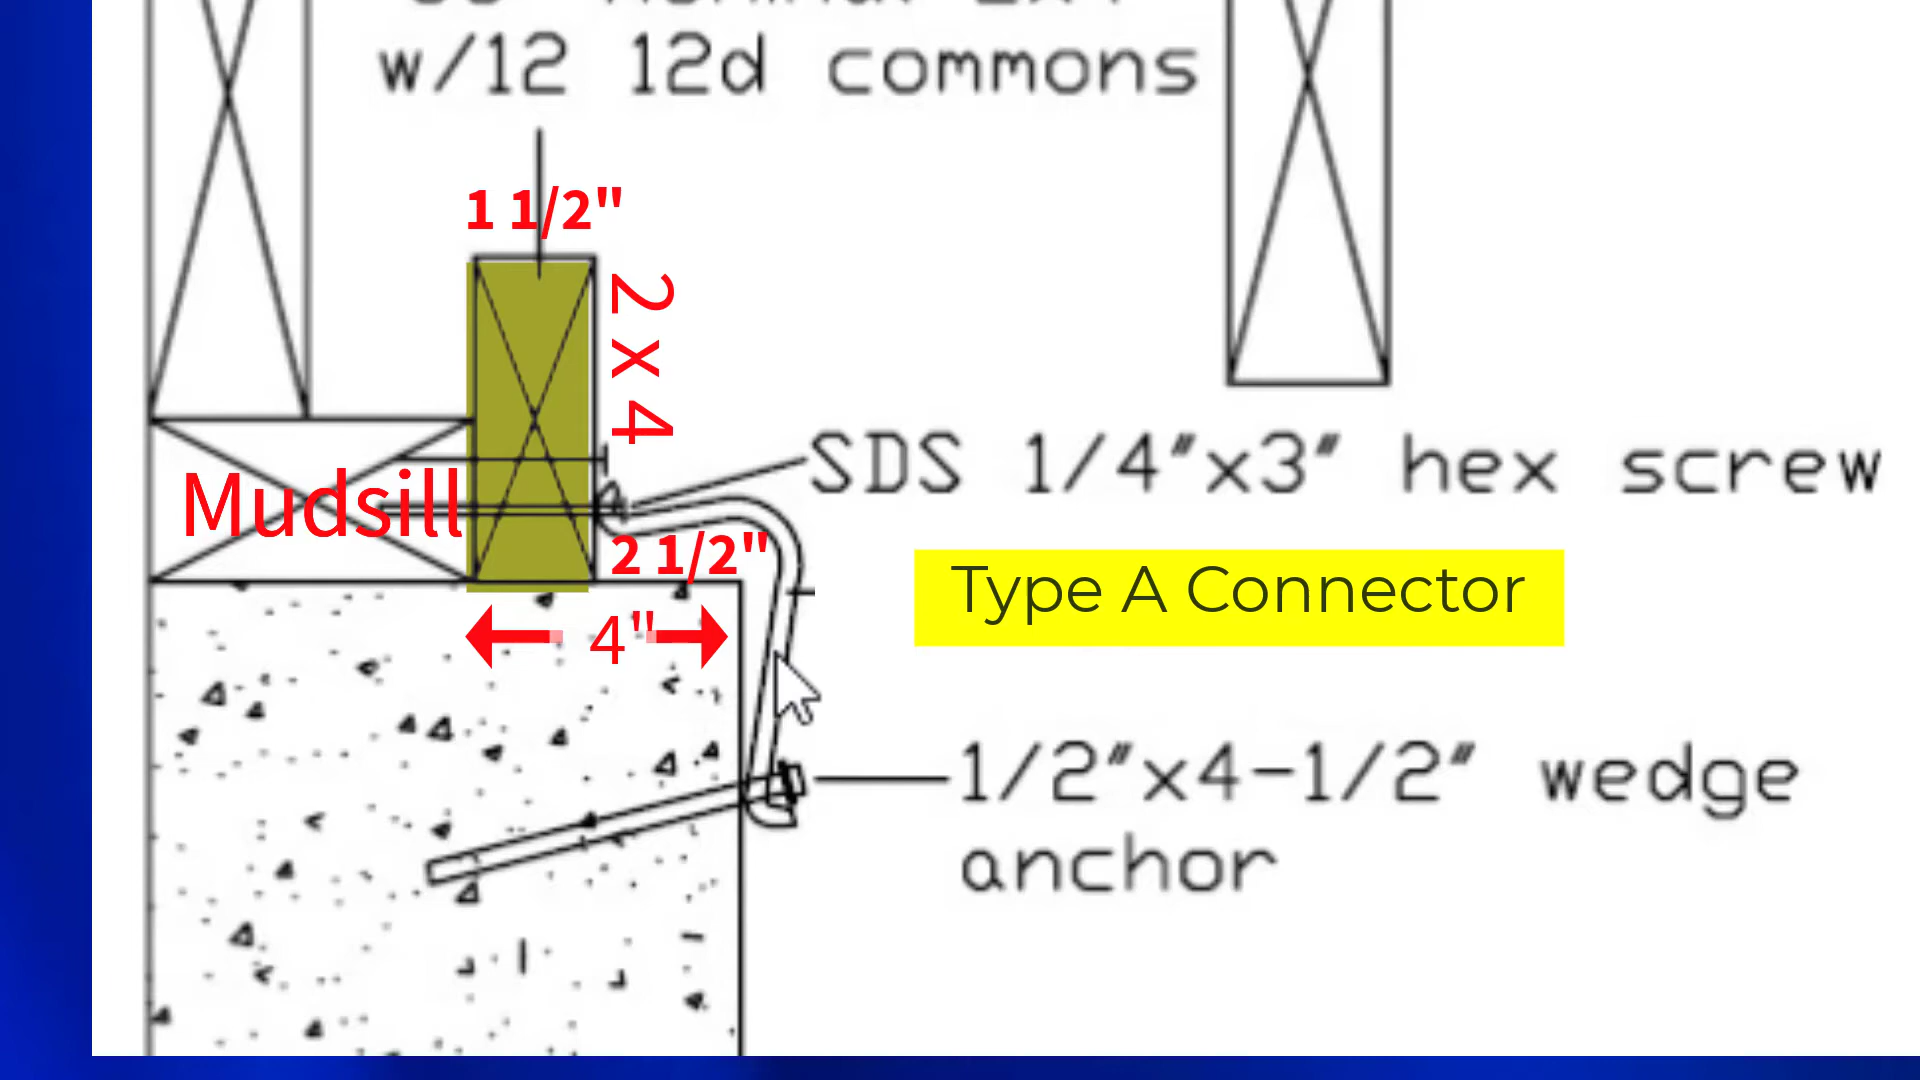 w/12 12d commons
1 1/2"
2 x 4
SDS 1/4"x3" hex screw
Mudsill
2 1/2"
Type A Connector
4"
1/2"x4-1/2" wedge
anchor